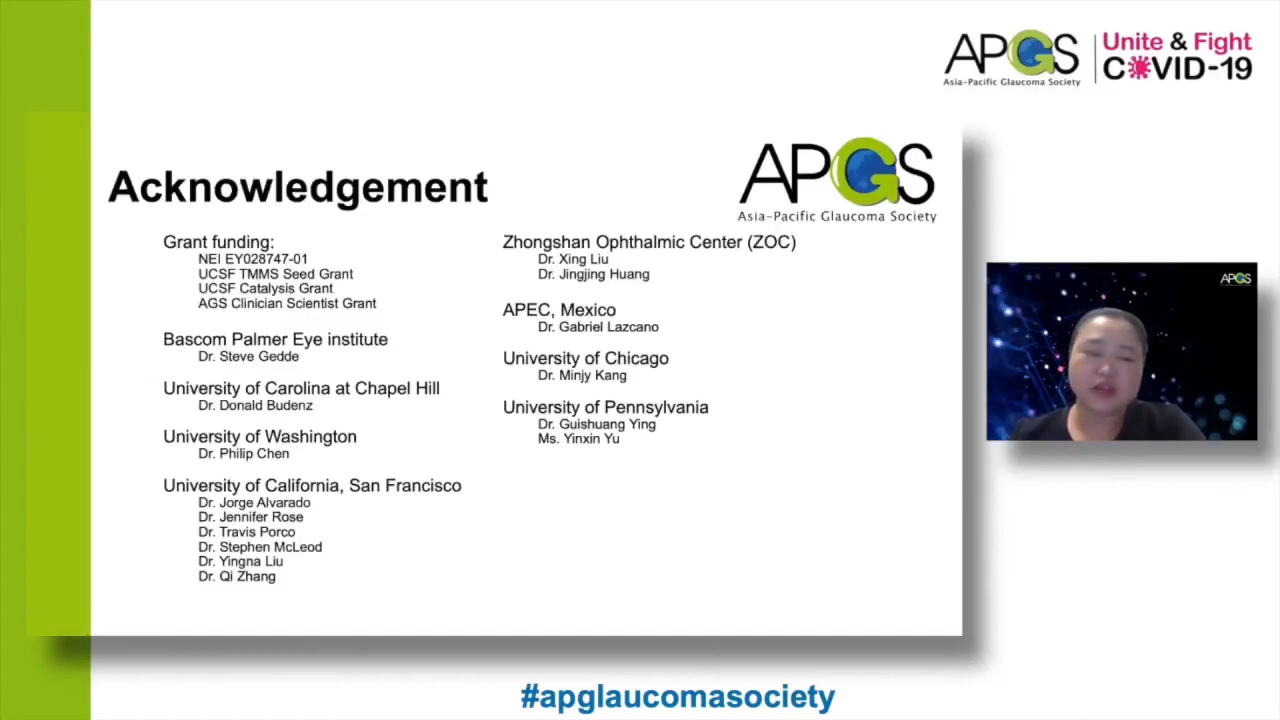 APGS
Asia-Pacific Glaucoma Society
Unite & Fight
COVID-19
APGS
Asia-Pacific Glaucoma Society
Acknowledgement
Grant funding:
NEI EY028747-01
UCSF TMMS Seed Grant
UCSF Catalysis Grant
AGS Clinician Scientist Grant
Bascom Palmer Eye institute
Dr. Steve Gedde
University of Carolina at Chapel Hill
Dr. Donald Budenz
University of Washington
Dr. Philip Chen
University of California, San Francisco
Dr. Jorge Alvarado
Dr. Jennifer Rose
Dr. Travis Porco
Dr. Stephen McLeod
Dr. Yingna Liu
Dr. Qi Zhang
Zhongshan Ophthalmic Center (ZOC)
Dr. Xing Liu
Dr. Jingjing Huang
APEC, Mexico
Dr. Gabriel Lazcano
University of Chicago
Dr. Minjy Kang
University of Pennsylvania
Dr. Guishuang Ying
Ms. Yinxin Yu
APGS
#apglaucomasociety